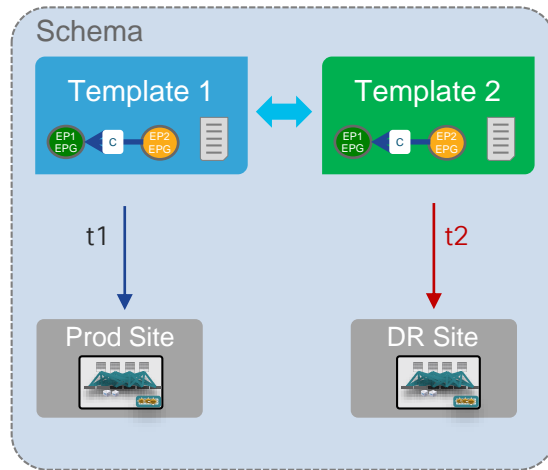 Schema
Template 1
EP1
EPG
C
EP2
EPG
Template 2
EP1
EPG
C
EP2
EPG
t1
t2
Prod Site
DR Site